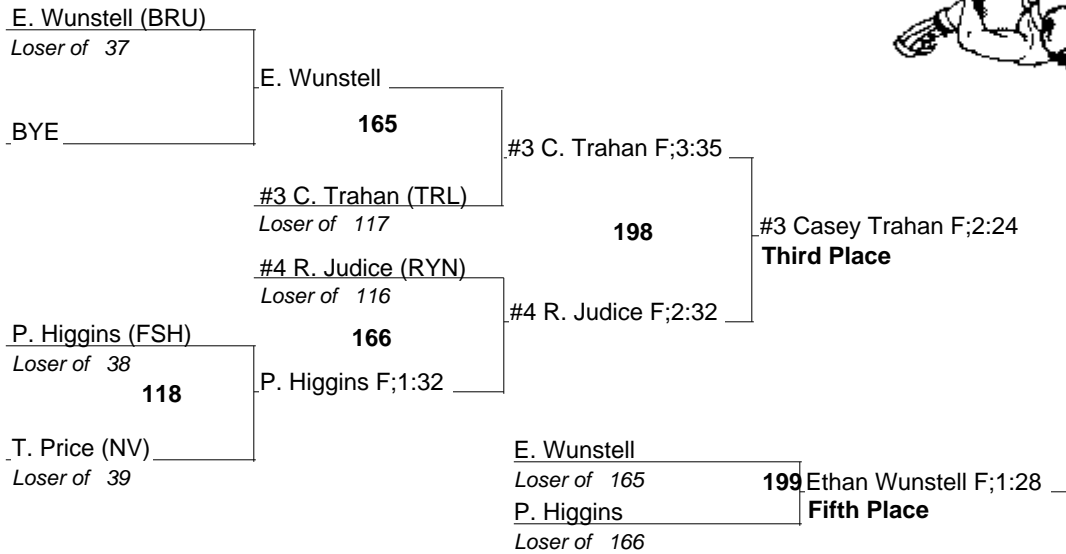 E. Wunstell (BRU)
Loser of 37
E. Wunstell
BYE
165
#3 C. Trahan F;3:35
#3 C. Trahan (TRL)
Loser of 117
198
#3 Casey Trahan F;2:24
Third Place
#4 R. Judice (RYN)
Loser of 116
#4 R. Judice F;2:32
P. Higgins (FSH)
Loser of 38
166
118
P. Higgins F;1:32
T. Price (NV)
Loser of 39
E. Wunstell
Loser of 165
199 Ethan Wunstell F;1:28
Fifth Place
P. Higgins
Loser of 166